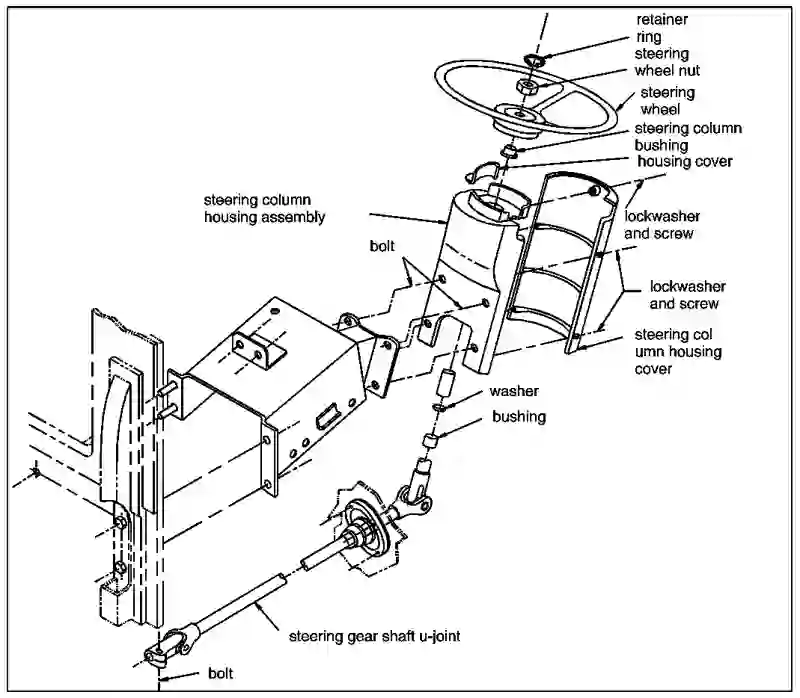 retainer
ring
steering
wheel nut
steering
wheel
steering column
bushing
housing cover
steering column
housing assembly
lockwasher
and screw
bolt
lockwasher
and screw
steering col
umn housing
cover
washer
bushing
steering gear shaft u-joint
bolt